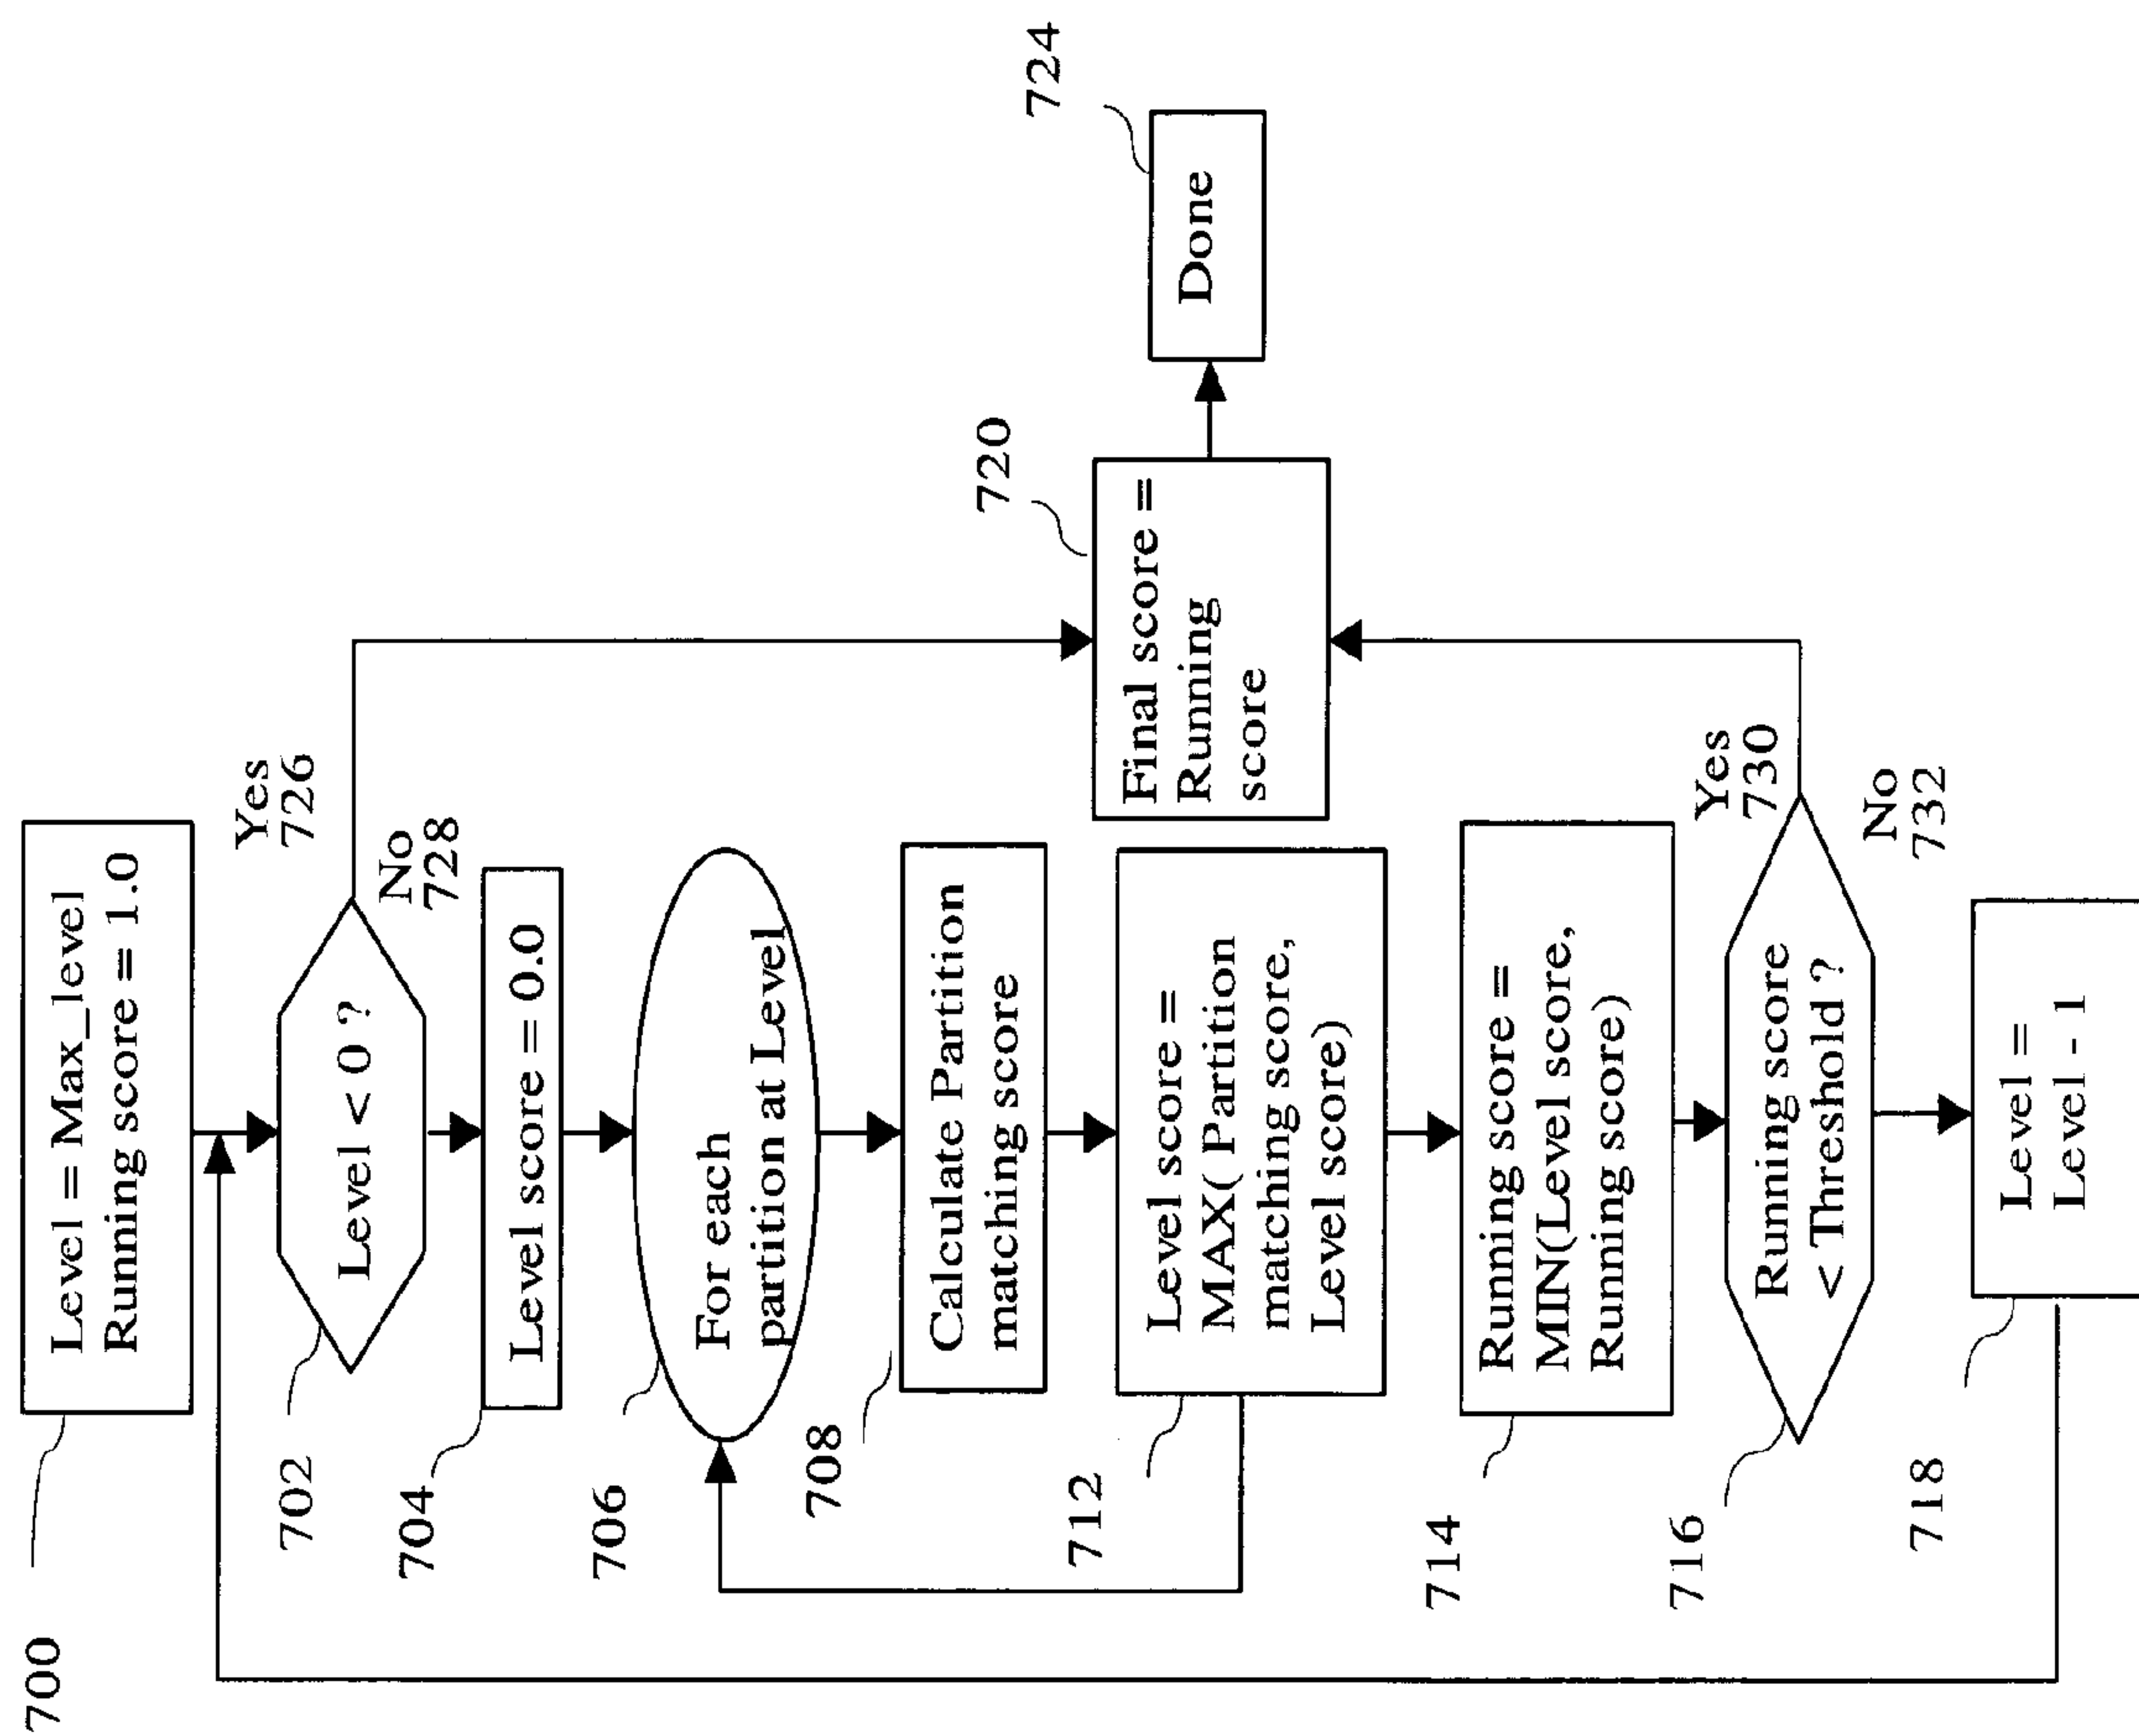 700
Level = Max_level
Running score = 1.0
702
Level < 0 ?
Yes
726
No
728
704
Level score = 0.0
706
For each
partition at Level
708
Calculate Partition
matching score
712
Level score =
MAX( Partition
matching score,
Level score)
714
Running score =
MIN(Level score,
Running score)
716
Running score
< Threshold ?
Yes
730
No
732
718
Level =
Level - 1
720
Final score =
Running
score
724
Done